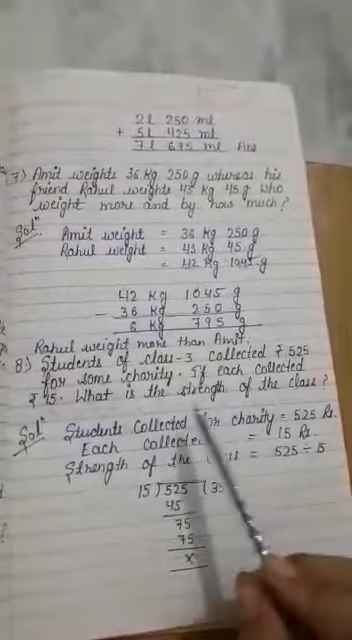 2l 250 ml
+ 5l 425 ml
7l 675 ml Ans
(7) Amit weights 36 kg 250 g whereas his
friend Rahul weights 43 kg 45 g who
weight more and by how much?
Solⁿ Amit weight = 36 kg 250 g
Rahul weight = 43 kg 45 g
= 42 kg 1045 g
42 kg 1045 g
- 36 kg 250 g
6 kg 795 g
Rahul weight more than Amit.
8) Students of class-3 collected ₹ 525
for some charity. If each collected
₹ 15. What is the strength of the class?
Solⁿ Students Collected for charity = 525 Rs.
Each Collected = 15 Rs.
Strength of the = 525 ÷ 15
15 ) 525 ( 35
45
75
75
x